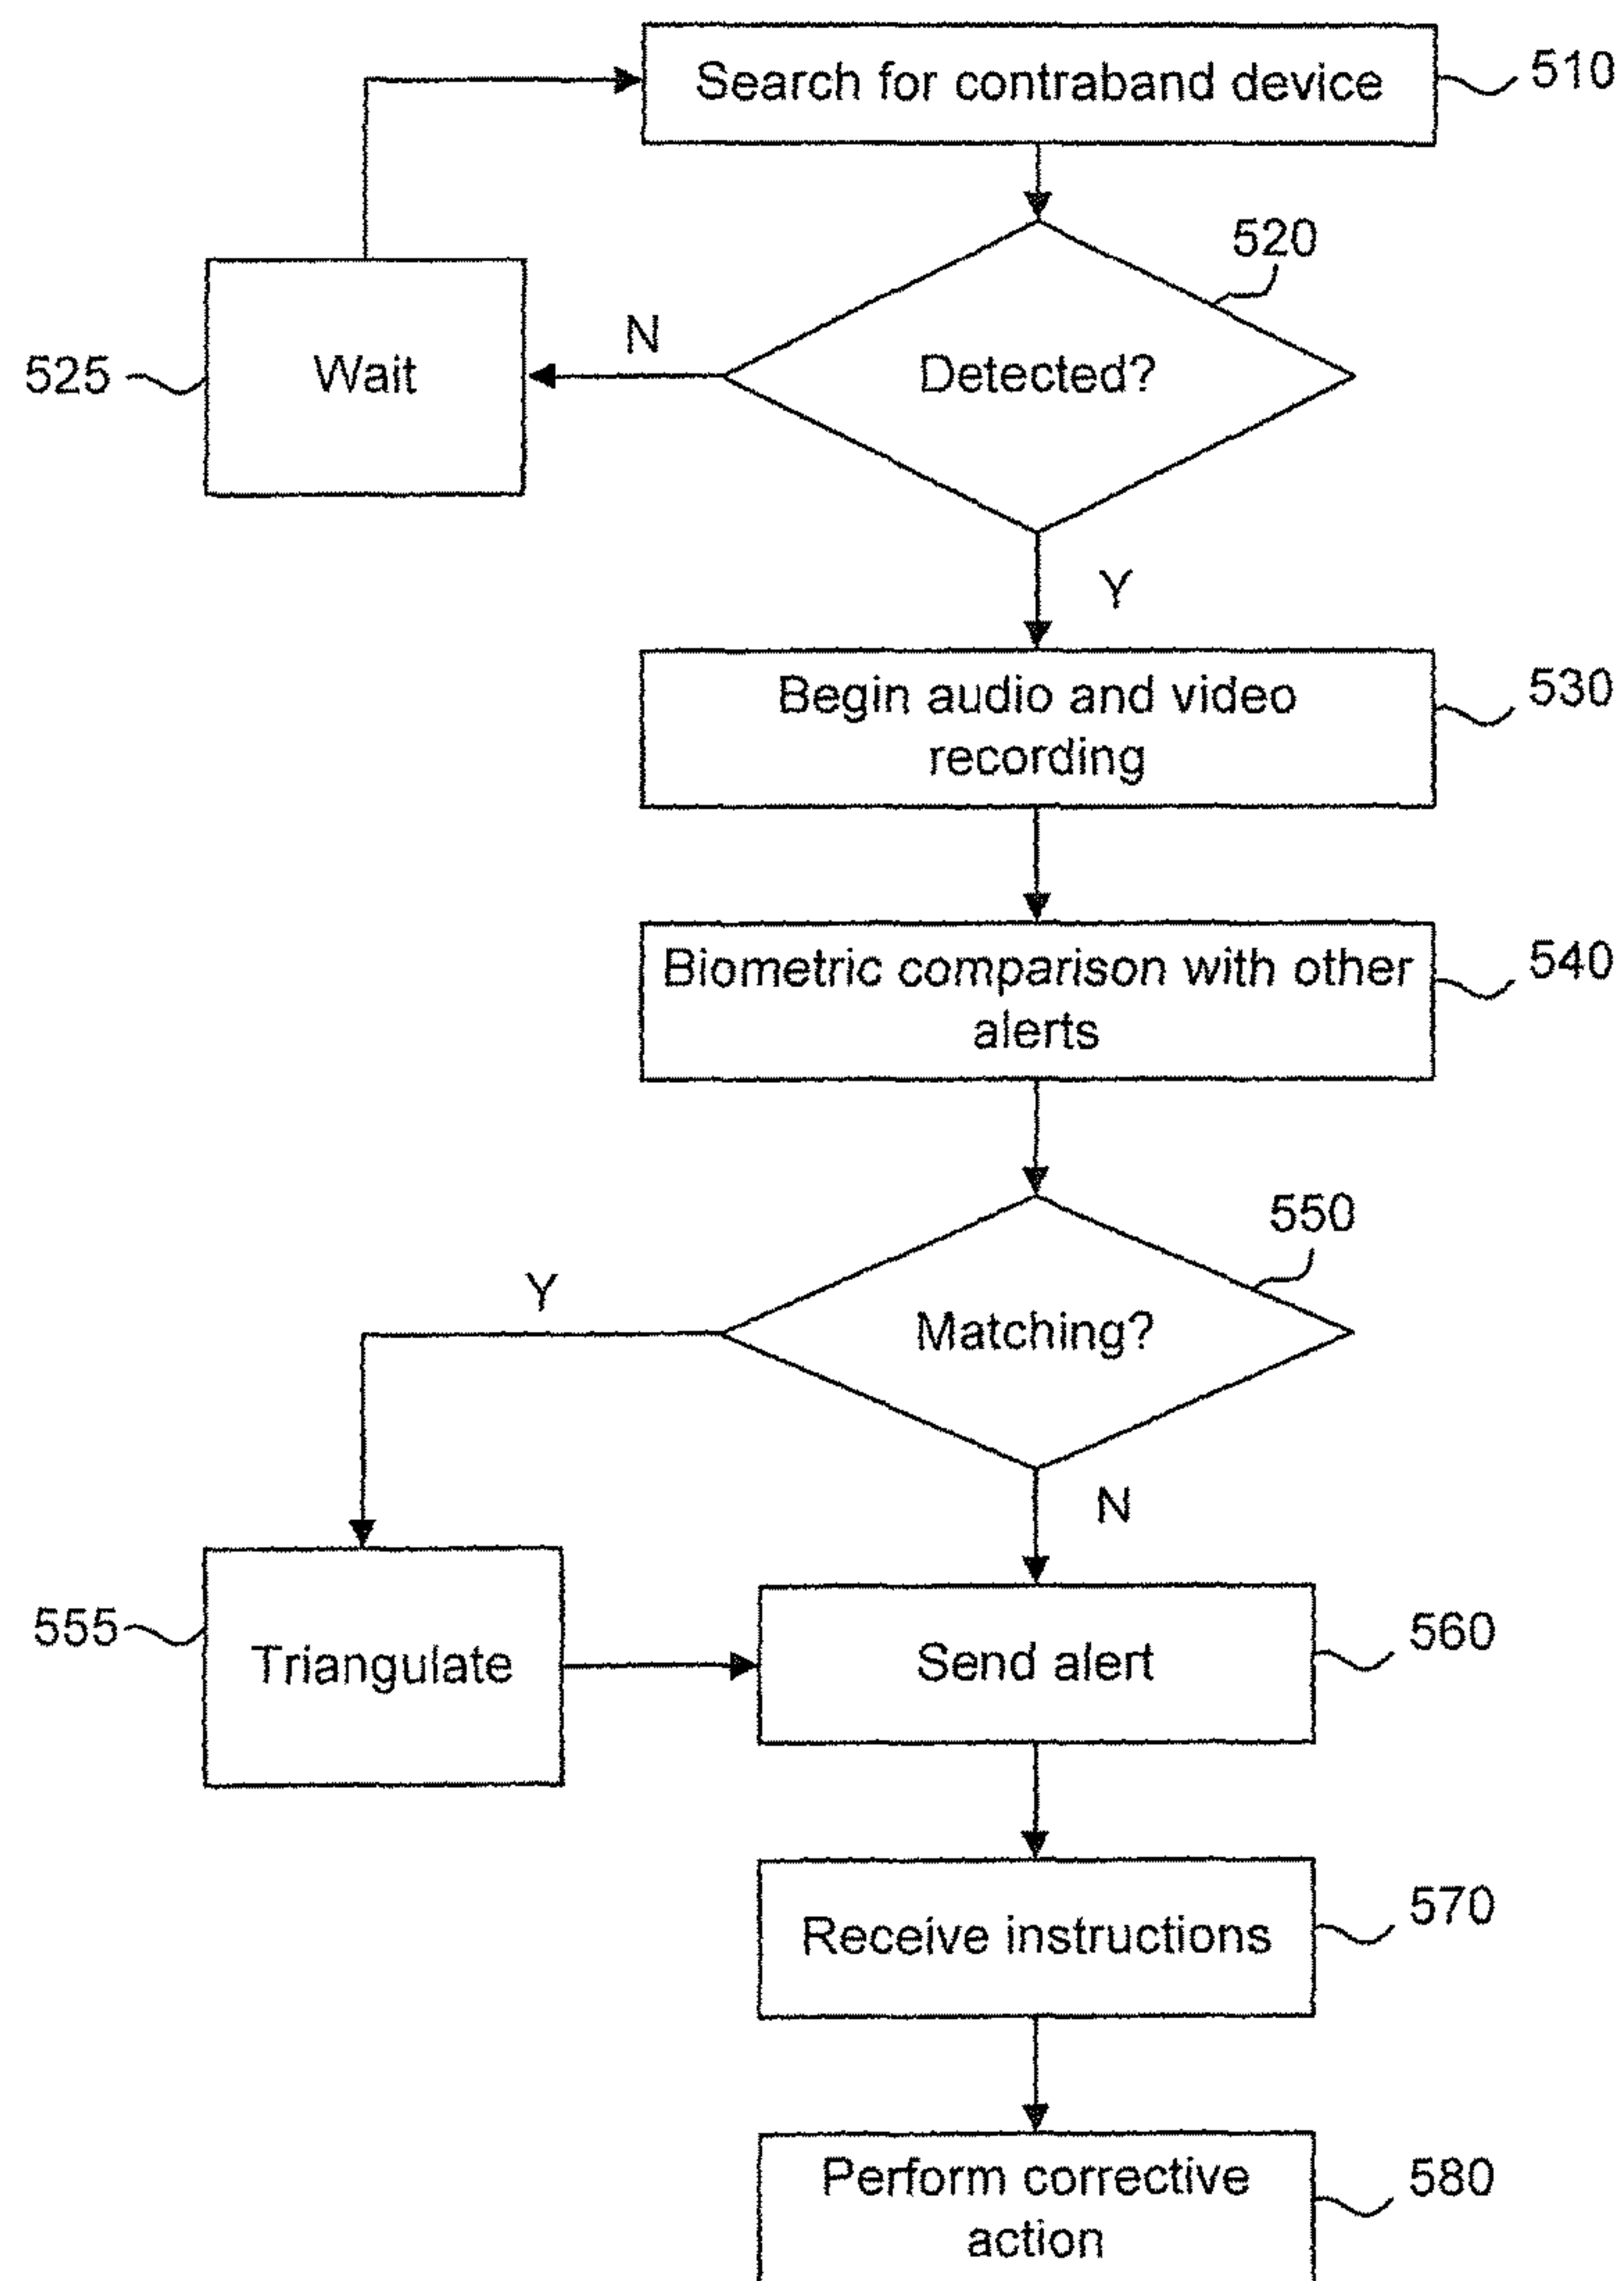 Search for contraband device
510
520
Detected?
N
Wait
525
Y
Begin audio and video
recording
530
Biometric comparison with other
alerts
540
550
Matching?
Y
N
555
Triangulate
Send alert
560
Receive instructions
570
Perform corrective
action
580